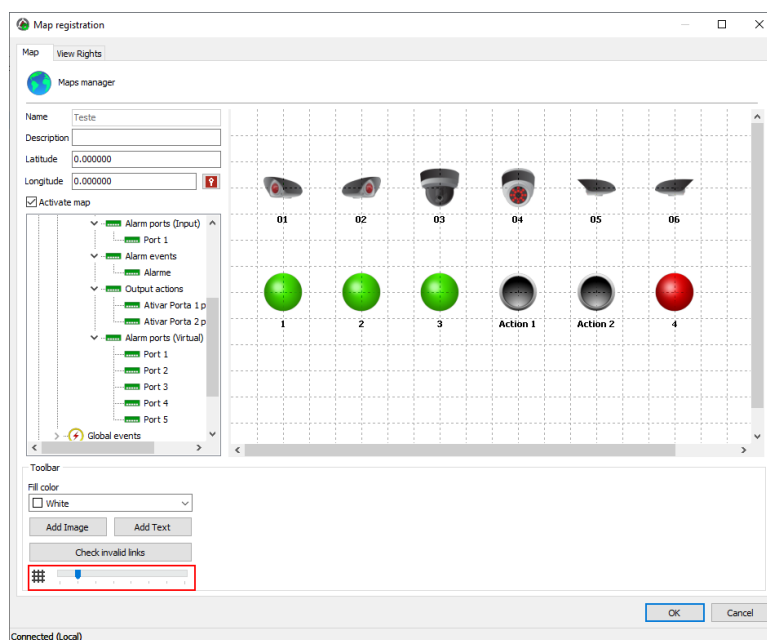 Map registration
Map View Rights
Maps manager
Name Teste
Description
Latitude 0.000000
Longitude 0.000000
Activate map
Alarm ports (Input)
Port 1
Alarm events
Alarme
Output actions
Ativar Porta 1 p
Ativar Porta 2 p
Alarm ports (Virtual)
Port 1
Port 2
Port 3
Port 4
Port 5
Global events
01 02 03 04 05 06
1 2 3 Action 1 Action 2 4
Toolbar
Fill color
White
Add Image Add Text
Check invalid links
OK Cancel
Connected (Local)